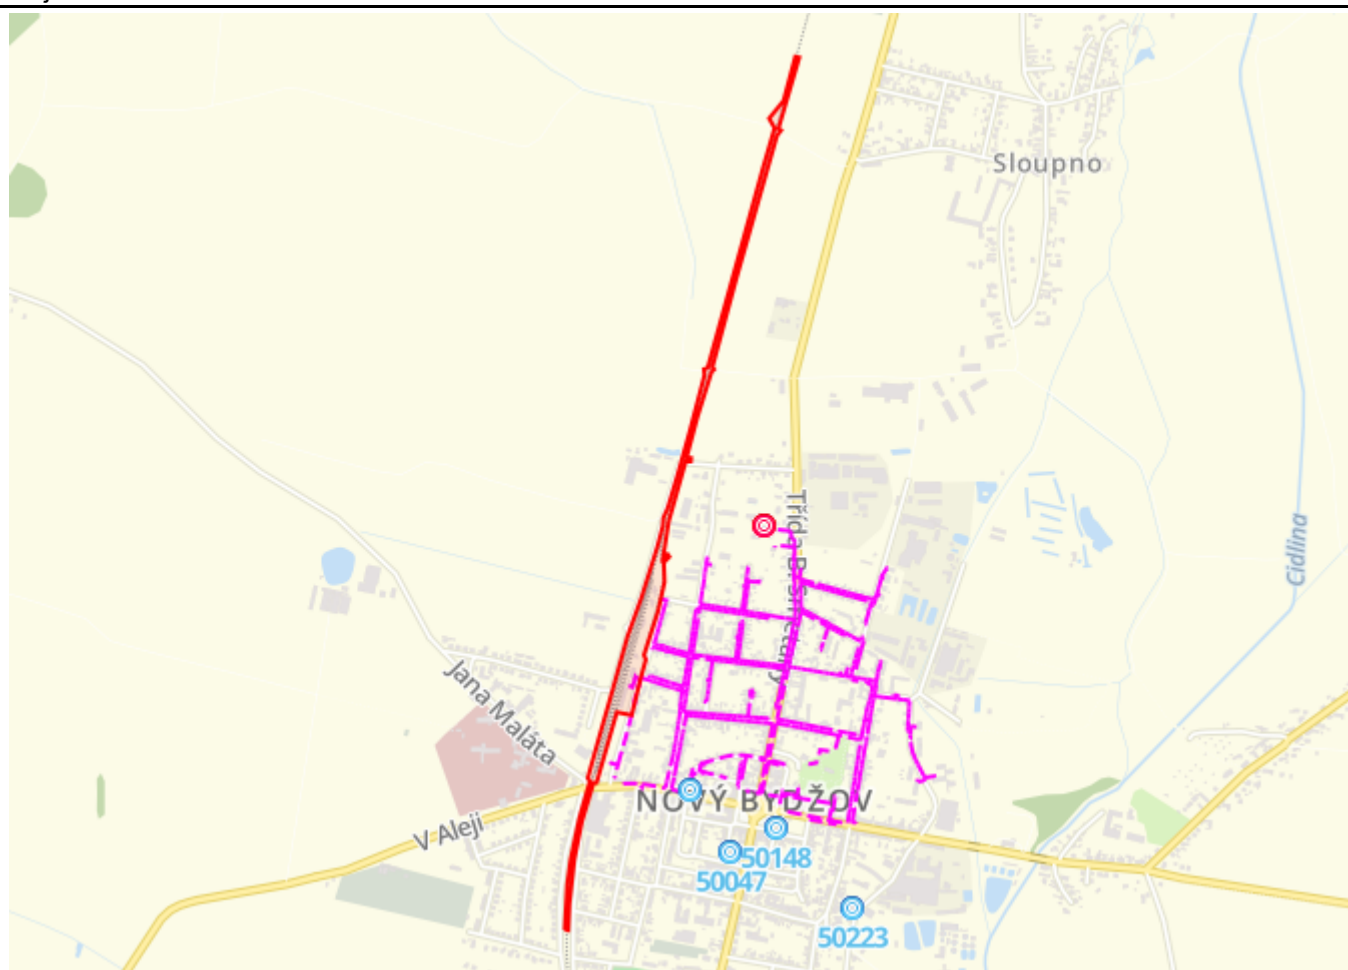 Sloupno
Cidlina
Třída B. Smetany
Jana Maláta
NOVÝ BYDŽOV
V Aleji
50148
50047
50223